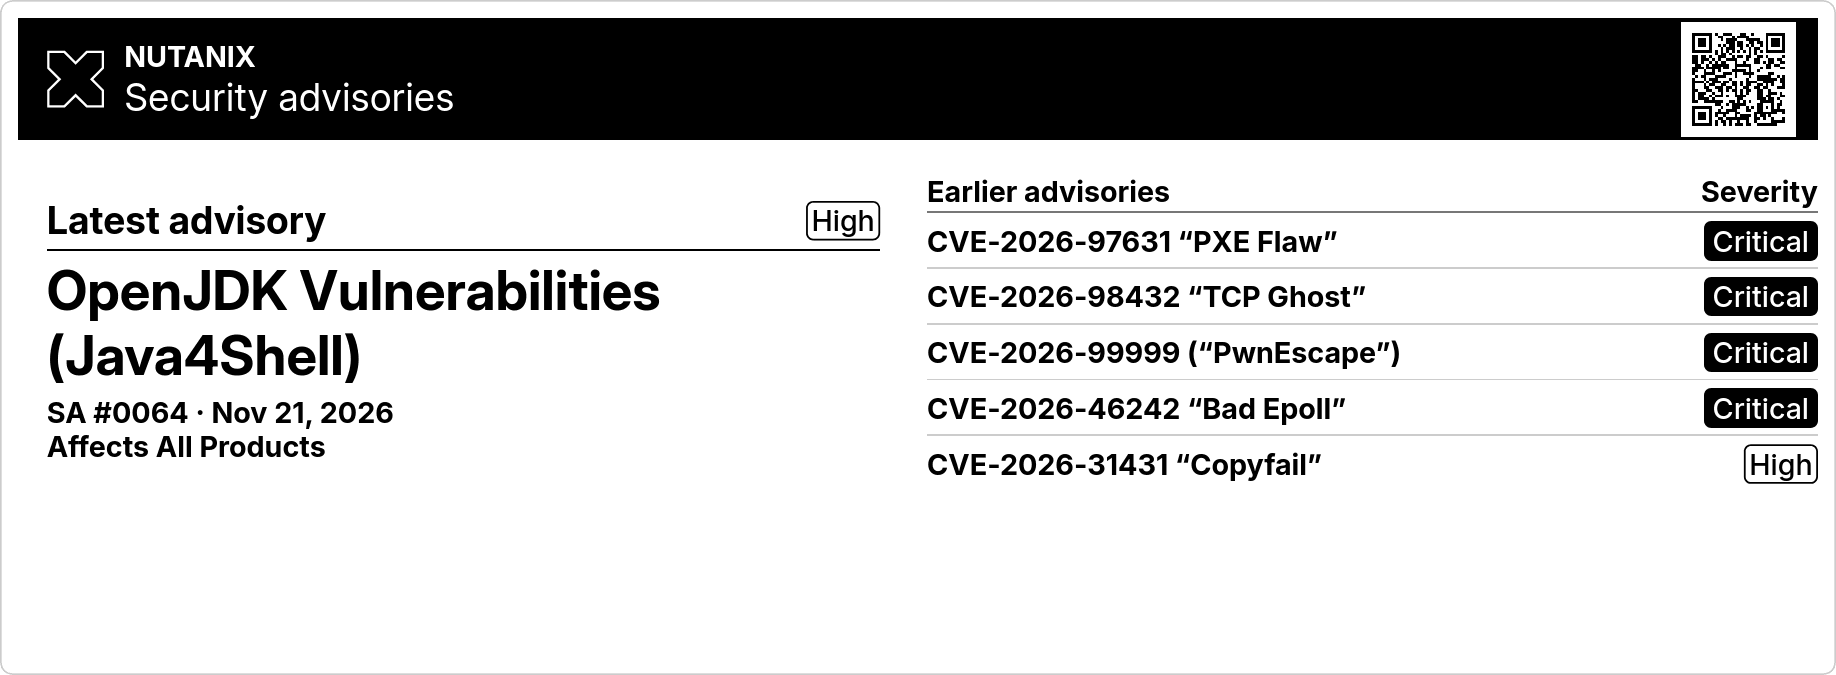 NUTANIX
Security advisories
Latest advisory High
OpenJDK Vulnerabilities
(Java4Shell)
SA #0064 · Nov 21, 2026
Affects All Products
Earlier advisories Severity
CVE-2026-97631 “PXE Flaw” Critical
CVE-2026-98432 “TCP Ghost” Critical
CVE-2026-99999 (“PwnEscape”) Critical
CVE-2026-46242 “Bad Epoll” Critical
CVE-2026-31431 “Copyfail” High